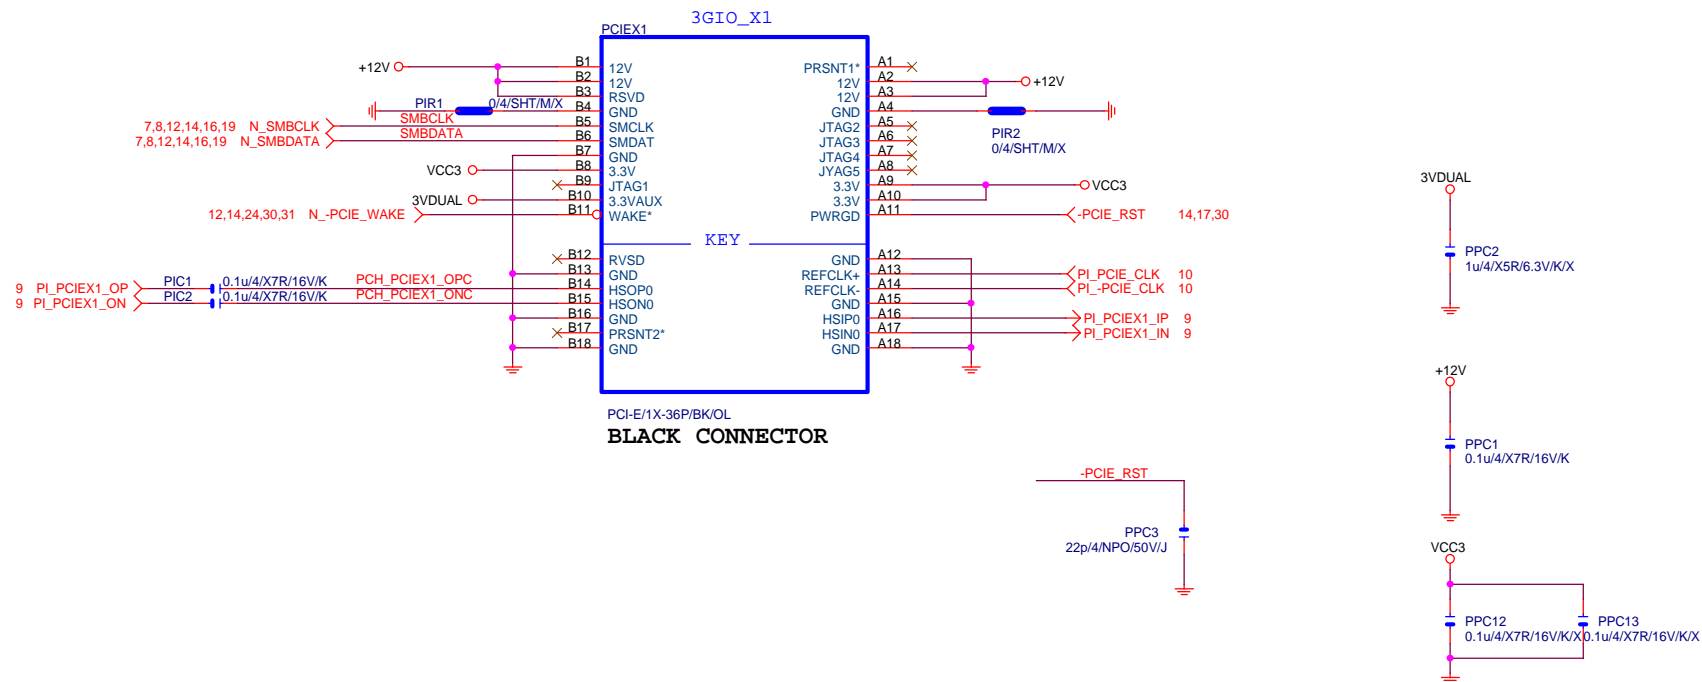 3GIO_X1
PCIEX1
+12V B1 12V PRSNT1* A1
B2 12V 12V A2 +12V
B3 RSVD 12V A3
PIR1 0/4/SHT/M/X B4 GND GND A4
7,8,12,14,16,19 N_SMBCLK SMBCLK B5 SMCLK JTAG2 A5
7,8,12,14,16,19 N_SMBDATA SMBDATA B6 SMDAT JTAG3 A6 PIR2
B7 GND JTAG4 A7 0/4/SHT/M/X
VCC3 B8 3.3V JYAG5 A8
B9 JTAG1 3.3V A9 VCC3
3VDUAL B10 3.3VAUX 3.3V A10
12,14,24,30,31 N_-PCIE_WAKE B11 WAKE* PWRGD A11 -PCIE_RST 14,17,30
KEY
B12 RVSD GND A12
B13 GND REFCLK+ A13 PI_PCIE_CLK 10
9 PI_PCIEX1_OP PIC1 0.1u/4/X7R/16V/K PCH_PCIEX1_OPC B14 HSOP0 REFCLK- A14 PI_-PCIE_CLK 10
9 PI_PCIEX1_ON PIC2 0.1u/4/X7R/16V/K PCH_PCIEX1_ONC B15 HSON0 GND A15
B16 GND HSIP0 A16 PI_PCIEX1_IP 9
B17 PRSNT2* HSIN0 A17 PI_PCIEX1_IN 9
B18 GND GND A18
PCI-E/1X-36P/BK/OL
BLACK CONNECTOR
-PCIE_RST
PPC3
22p/4/NPO/50V/J
3VDUAL
PPC2
1u/4/X5R/6.3V/K/X
+12V
PPC1
0.1u/4/X7R/16V/K
VCC3
PPC12 PPC13
0.1u/4/X7R/16V/K/X 0.1u/4/X7R/16V/K/X